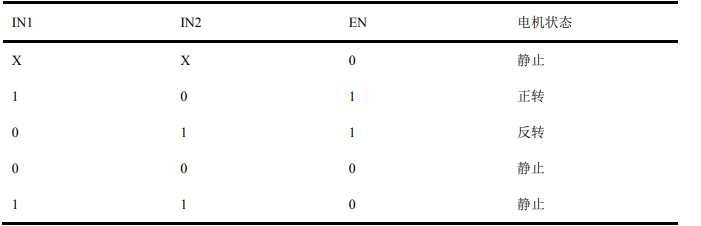 IN1 IN2 EN 电机状态
X X 0 静止
1 0 1 正转
0 1 1 反转
0 0 0 静止
1 1 0 静止